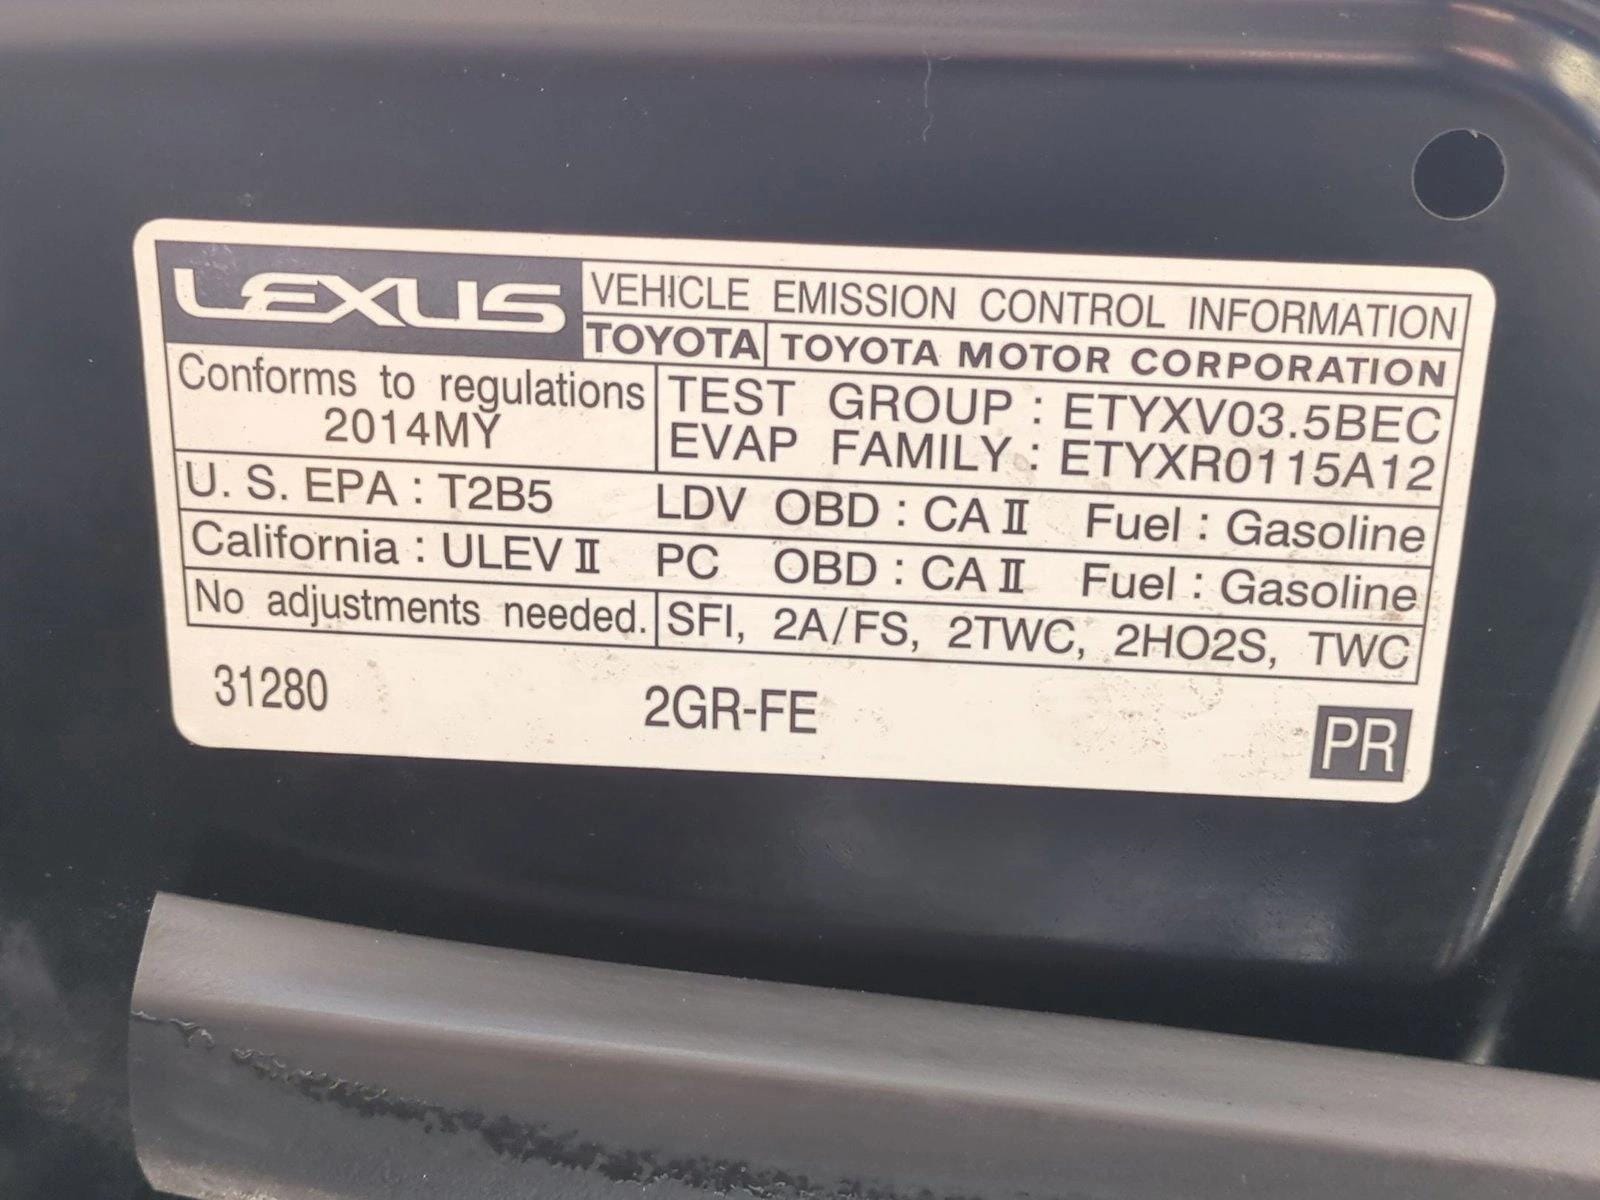 LEXUS VEHICLE EMISSION CONTROL INFORMATION
TOYOTA TOYOTA MOTOR CORPORATION
Conforms to regulations
2014MY
TEST GROUP : ETYXV03.5BEC
EVAP FAMILY : ETYXR0115A12
U. S. EPA : T2B5 LDV OBD : CA II Fuel : Gasoline
California : ULEV II PC OBD : CA II Fuel : Gasoline
No adjustments needed. SFI, 2A/FS, 2TWC, 2HO2S, TWC
31280 2GR-FE PR